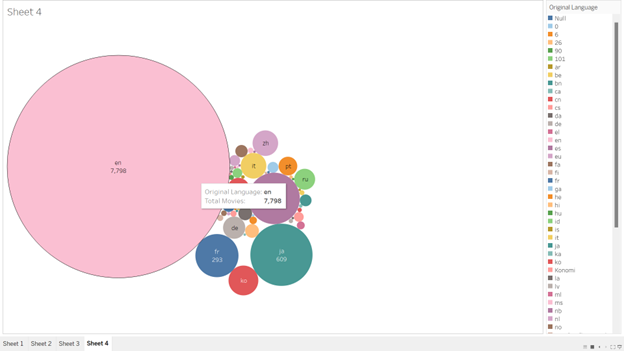 Sheet 4
Original Language
Null
0
6
26
90
101
ar
be
bn
ca
cn
cs
da
de
el
en
es
eu
fa
fi
fr
ga
he
hi
hu
id
is
it
ja
ka
ko
Konomi
la
lv
ml
ms
nb
nl
no
zh
it
pt
ru
en
7,798
Original Language: en
Total Movies: 7,798
de
fr
293
ja
609
ko
Sheet 1 Sheet 2 Sheet 3 Sheet 4